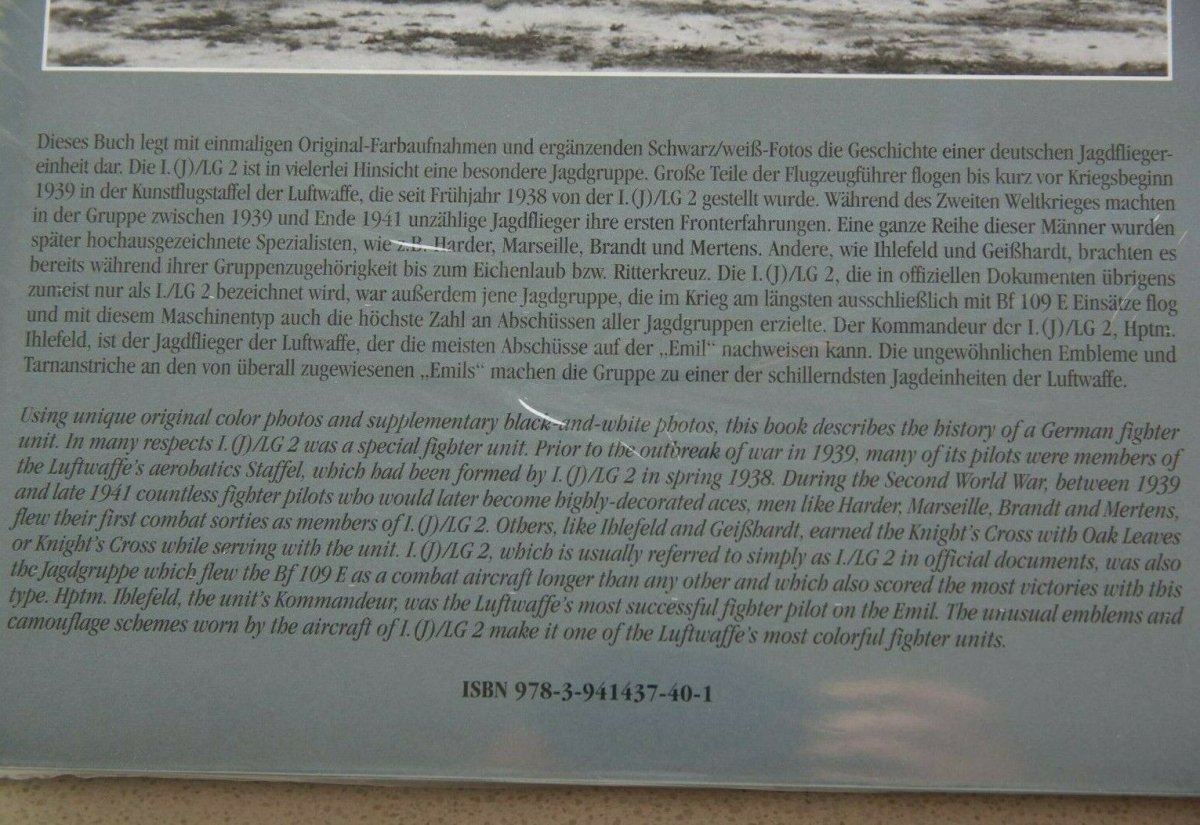 Dieses Buch legt mit einmaligen Original-Farbaufnahmen und ergänzenden Schwarz/weiß-Fotos die Geschichte einer deutschen Jagdflieger-
einheit dar. Die I.(J)/LG 2 ist in vielerlei Hinsicht eine besondere Jagdgruppe. Große Teile der Flugzeugführer flogen bis kurz vor Kriegsbeginn
1939 in der Kunstflugstaffel der Luftwaffe, die seit Frühjahr 1938 von der I.(J)/LG 2 gestellt wurde. Während des Zweiten Weltkrieges machten
in der Gruppe zwischen 1939 und Ende 1941 unzählige Jagdflieger ihre ersten Fronterfahrungen. Eine ganze Reihe dieser Männer wurden
später hochausgezeichnete Spezialisten, wie z.B. Harder, Marseille, Brandt und Mertens. Andere, wie Ihlefeld und Geißhardt, brachten es
bereits während ihrer Gruppenzugehörigkeit bis zum Eichenlaub bzw. Ritterkreuz. Die I.(J)/LG 2, die in offiziellen Dokumenten übrigens
zumeist nur als I./LG 2 bezeichnet wird, war außerdem jene Jagdgruppe, die im Krieg am längsten ausschließlich mit Bf 109 E Einsätze flog
und mit diesem Maschinentyp auch die höchste Zahl an Abschüssen aller Jagdgruppen erzielte. Der Kommandeur der I.(J)/LG 2, Hptm.
Ihlefeld, ist der Jagdflieger der Luftwaffe, der die meisten Abschüsse auf der „Emil“ nachweisen kann. Die ungewöhnlichen Embleme und
Tarnanstriche an den von überall zugewiesenen „Emils“ machen die Gruppe zu einer der schillerndsten Jagdeinheiten der Luftwaffe.
Using unique original color photos and supplementary black-and-white photos, this book describes the history of a German fighter
unit. In many respects I.(J)/LG 2 was a special fighter unit. Prior to the outbreak of war in 1939, many of its pilots were members of
the Luftwaffe's aerobatics Staffel, which had been formed by I.(J)/LG 2 in spring 1938. During the Second World War, between 1939
and late 1941 countless fighter pilots who would later become highly-decorated aces, men like Harder, Marseille, Brandt and Mertens,
flew their first combat sorties as members of I.(J)/LG 2. Others, like Ihlefeld and Geißhardt, earned the Knight's Cross with Oak Leaves
or Knight's Cross while serving with the unit. I.(J)/LG 2, which is usually referred to simply as I./LG 2 in official documents, was also
the Jagdgruppe which flew the Bf 109 E as a combat aircraft longer than any other and which also scored the most victories with this
type. Hptm. Ihlefeld, the unit's Kommandeur, was the Luftwaffe's most successful fighter pilot on the Emil. The unusual emblems and
camouflage schemes worn by the aircraft of I.(J)/LG 2 make it one of the Luftwaffe's most colorful fighter units.
ISBN 978-3-941437-40-1